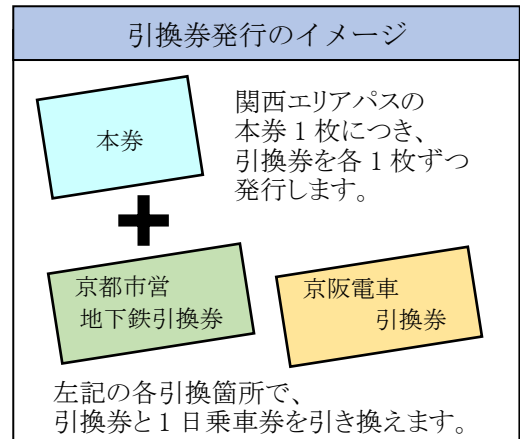 引換券発行のイメージ
本券
関西エリアパスの
本券1枚につき、
引換券を各1枚ずつ
発行します。
京都市営
地下鉄引換券
京阪電車
引換券
左記の各引換箇所で、
引換券と1日乗車券を引き換えます。